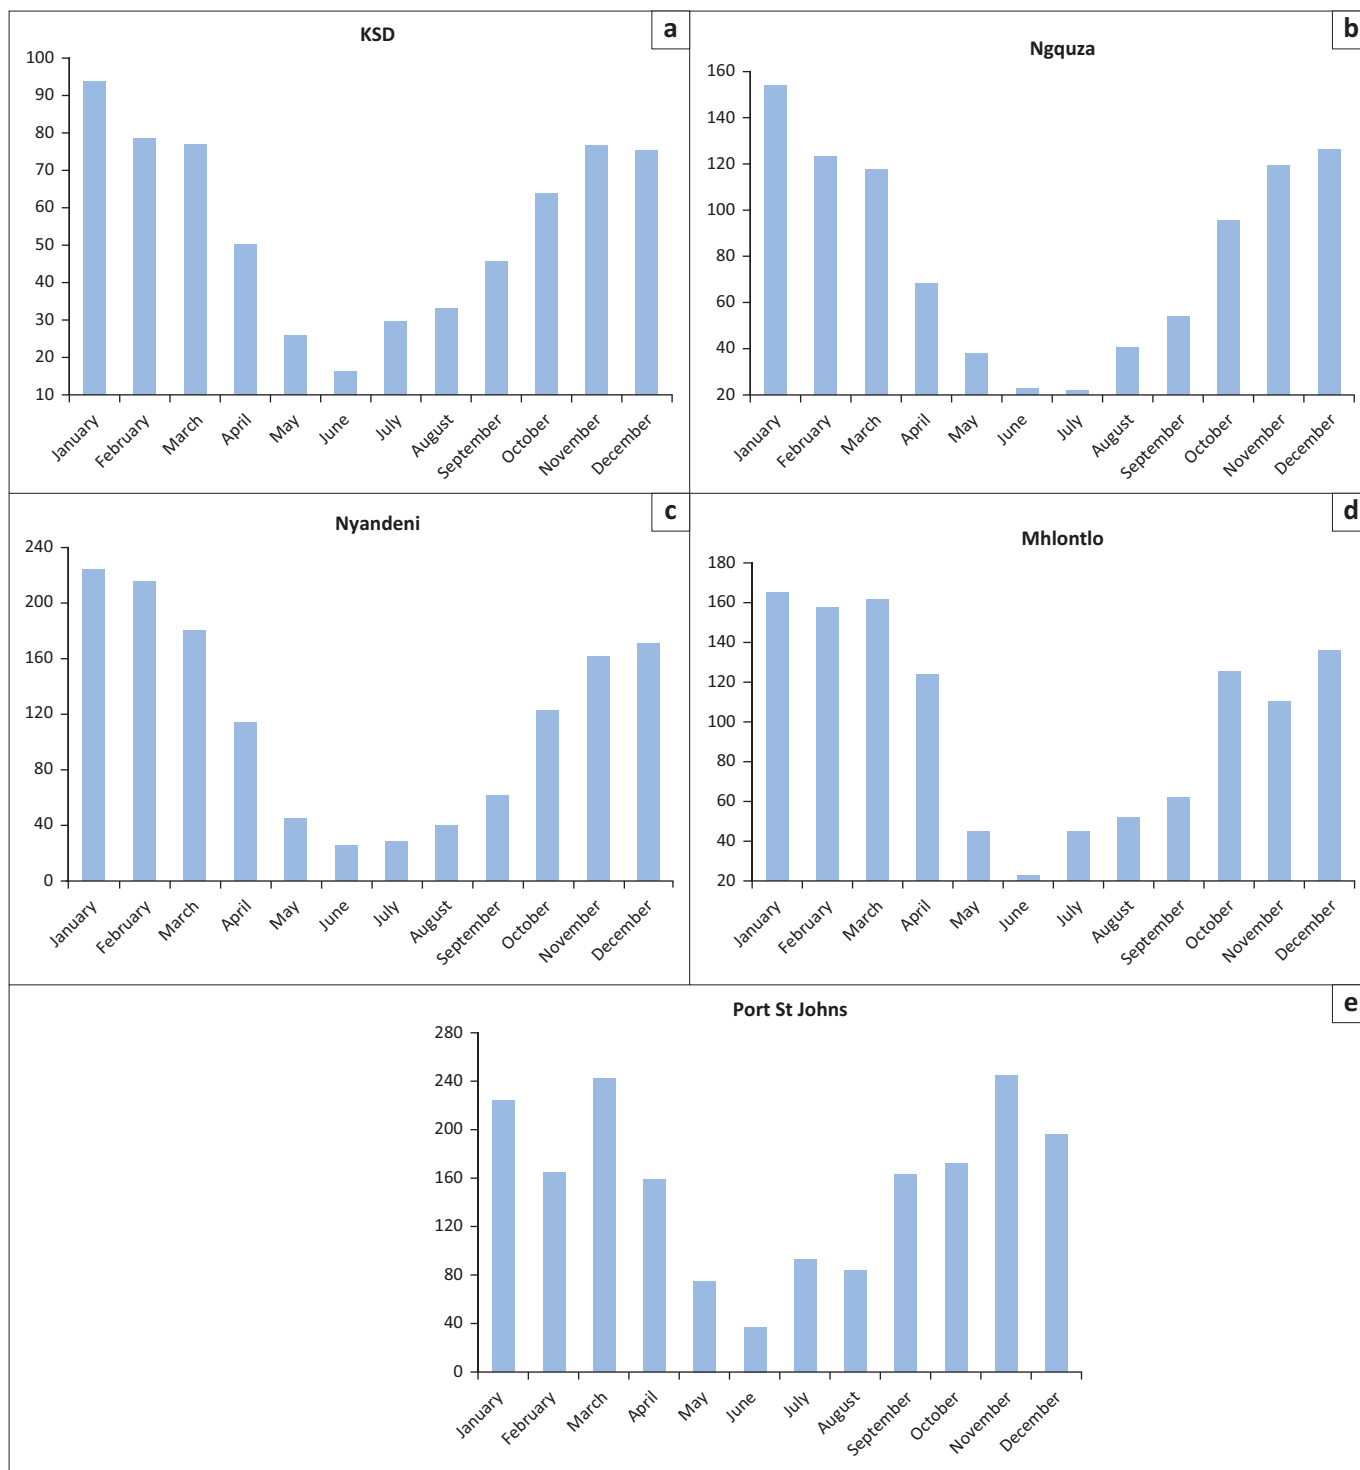 KSD
a
100
90
80
70
60
50
40
30
20
10
January
February
March
April
May
June
July
August
September
October
November
December
Ngquza
b
160
140
120
100
80
60
40
20
January
February
March
April
May
June
July
August
September
October
November
December
Nyandeni
c
240
200
160
120
80
40
0
January
February
March
April
May
June
July
August
September
October
November
December
Mhlontlo
d
180
160
140
120
100
80
60
40
20
January
February
March
April
May
June
July
August
September
October
November
December
Port St Johns
e
280
240
200
160
120
80
40
0
January
February
March
April
May
June
July
August
September
October
November
December